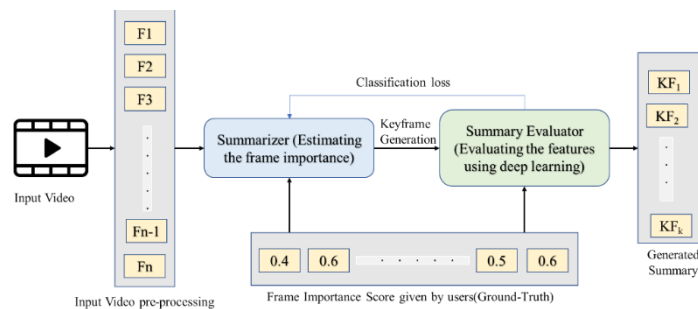 F1
F2
F3
Fn-1
Fn
Input Video
Input Video pre-processing
Classification loss
Summarizer (Estimating
the frame importance)
Keyframe
Generation
Summary Evaluator
(Evaluating the features
using deep learning)
0.4 0.6 . . . . . . 0.5 0.6
Frame Importance Score given by users(Ground-Truth)
KF1
KF2
KFk
Generated
Summary